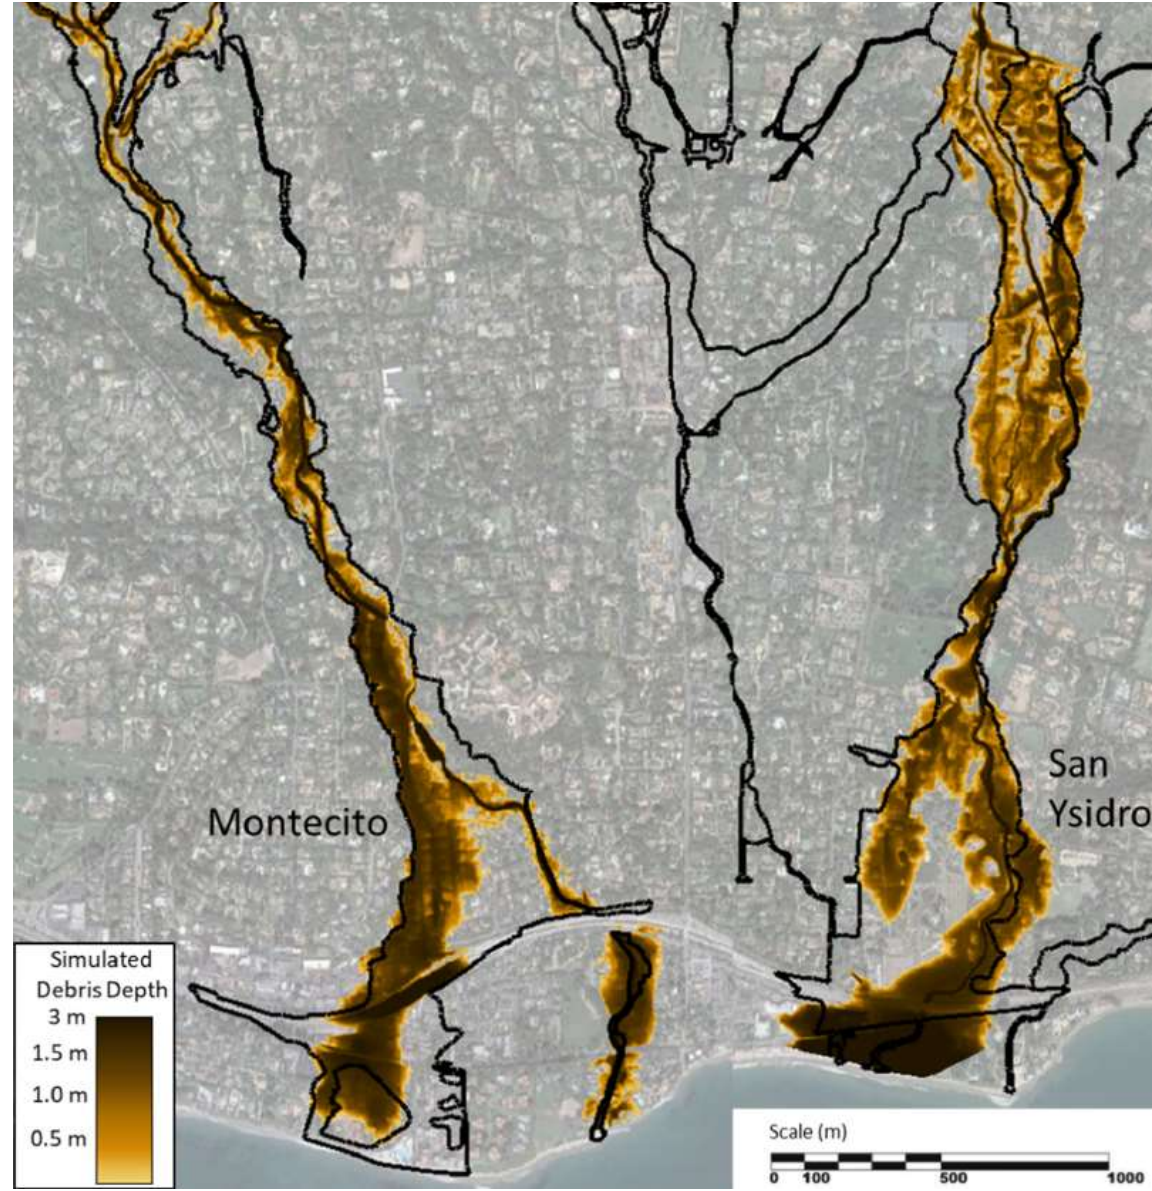 Montecito
San
Ysidro
Simulated
Debris Depth
3 m
1.5 m
1.0 m
0.5 m
Scale (m)
0 100 500 1000